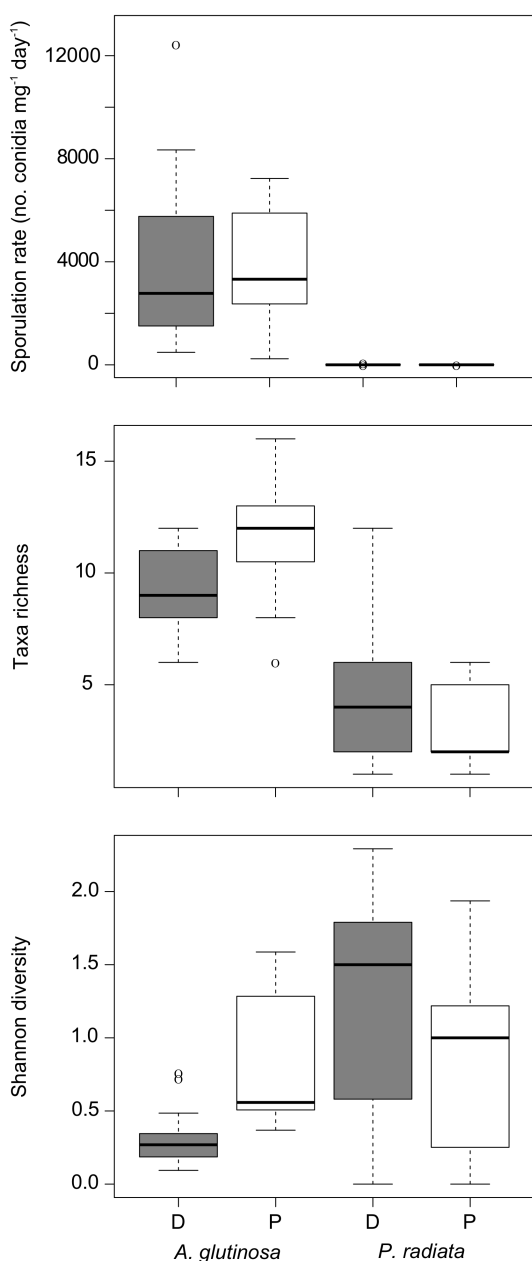 Sporulation rate (no. conidia mg⁻¹ day⁻¹)
12000
8000
4000
0
Taxa richness
15
10
5
Shannon diversity
2.0
1.5
1.0
0.5
0.0
D P D P
A. glutinosa P. radiata